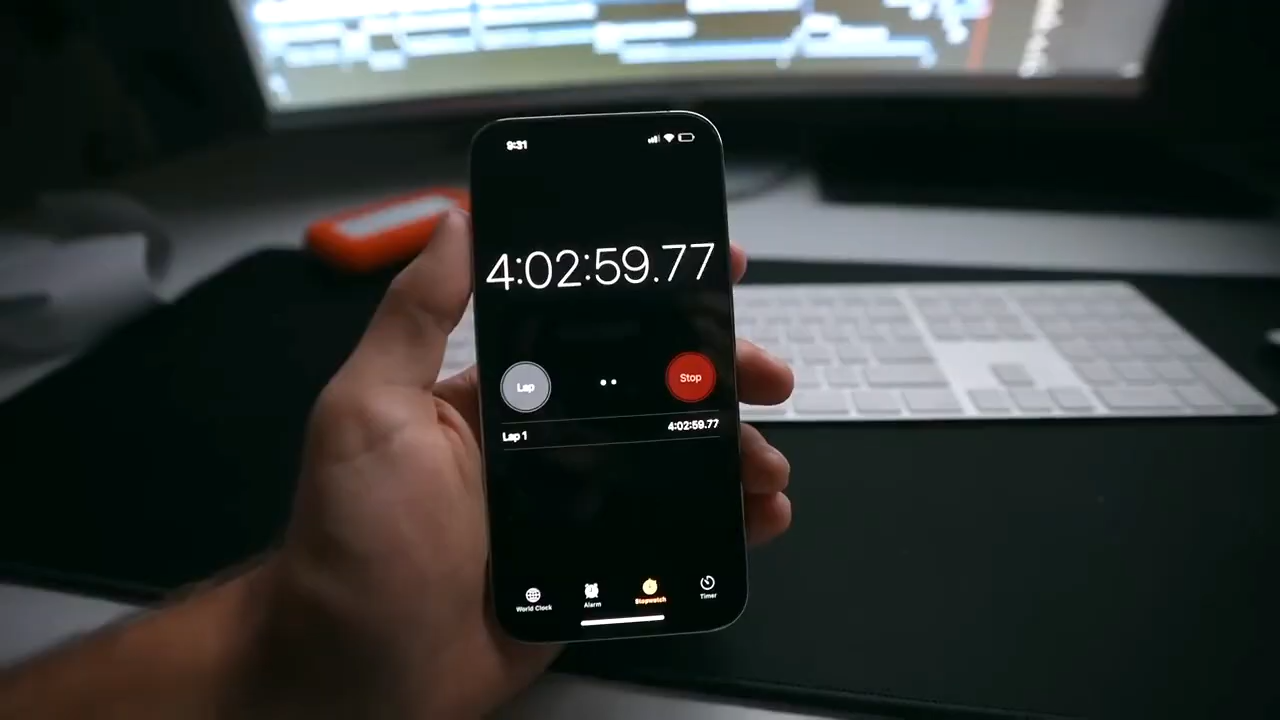 9:31
4:02:59.77
Lap
Stop
Lap 1 4:02:59.77
World Clock Alarm Stopwatch Timer